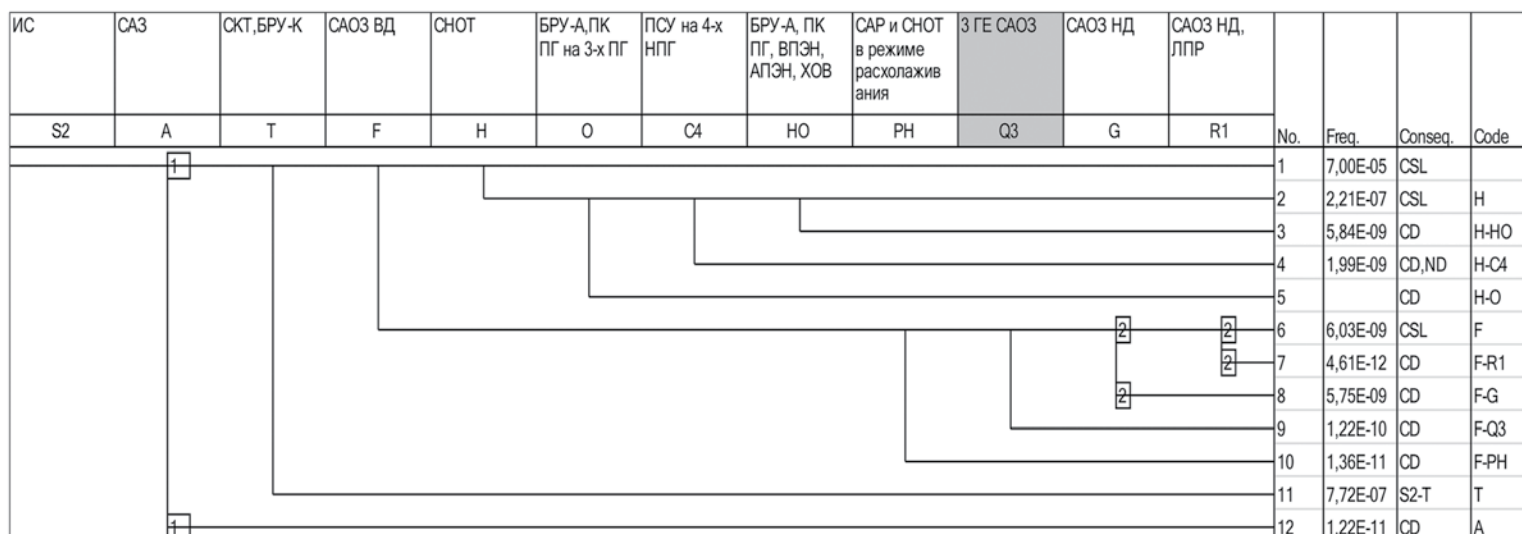 ИС САЗ СКТ,БРУ-К САОЗ ВД СНОТ БРУ-А,ПК ПСУ на 4-х БРУ-А, ПК САР и СНОТ 3 ГЕ САОЗ САОЗ НД САОЗ НД,
ПГ на 3-х ПГ НПГ ПГ, ВПЭН, в режиме ЛПР
АПЭН, ХОВ расхолажив
ания
S2 A T F H O C4 HO PH Q3 G R1 No. Freq. Conseq. Code
1 1 7,00E-05 CSL
2 2,21E-07 CSL H
3 5,84E-09 CD H-HO
4 1,99E-09 CD,ND H-C4
5 CD H-O
2 2 6 6,03E-09 CSL F
2 7 4,61E-12 CD F-R1
2 8 5,75E-09 CD F-G
9 1,22E-10 CD F-Q3
10 1,36E-11 CD F-PH
11 7,72E-07 S2-T T
1 12 1,22E-11 CD A